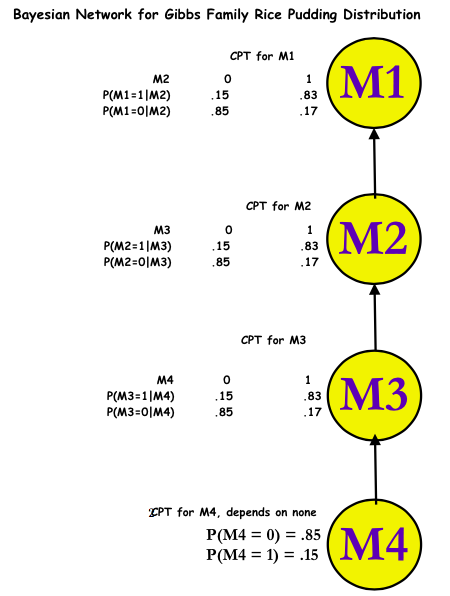 Bayesian Network for Gibbs Family Rice Pudding Distribution
CPT for M1
M2 0 1
P(M1=1|M2) .15 .83
P(M1=0|M2) .85 .17
M1
CPT for M2
M3 0 1
P(M2=1|M3) .15 .83
P(M2=0|M3) .85 .17
M2
CPT for M3
M4 0 1
P(M3=1|M4) .15 .83
P(M3=0|M4) .85 .17
M3
CPT for M4, depends on none
P(M4 = 0) = .85
P(M4 = 1) = .15
M4